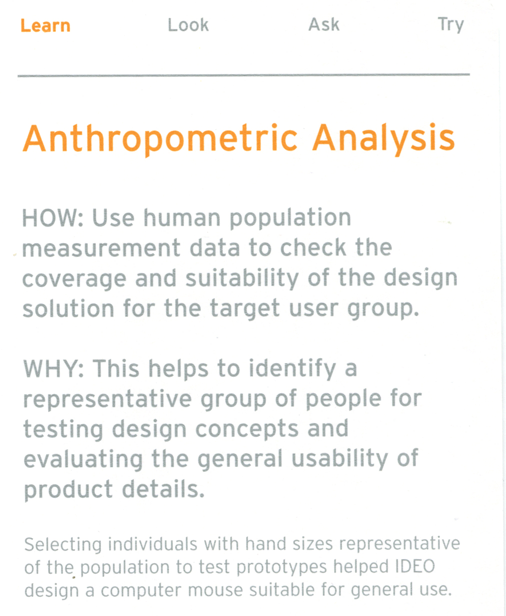 Learn Look Ask Try
Anthropometric Analysis
HOW: Use human population
measurement data to check the
coverage and suitability of the design
solution for the target user group.
WHY: This helps to identify a
representative group of people for
testing design concepts and
evaluating the general usability of
product details.
Selecting individuals with hand sizes representative
of the population to test prototypes helped IDEO
design a computer mouse suitable for general use.